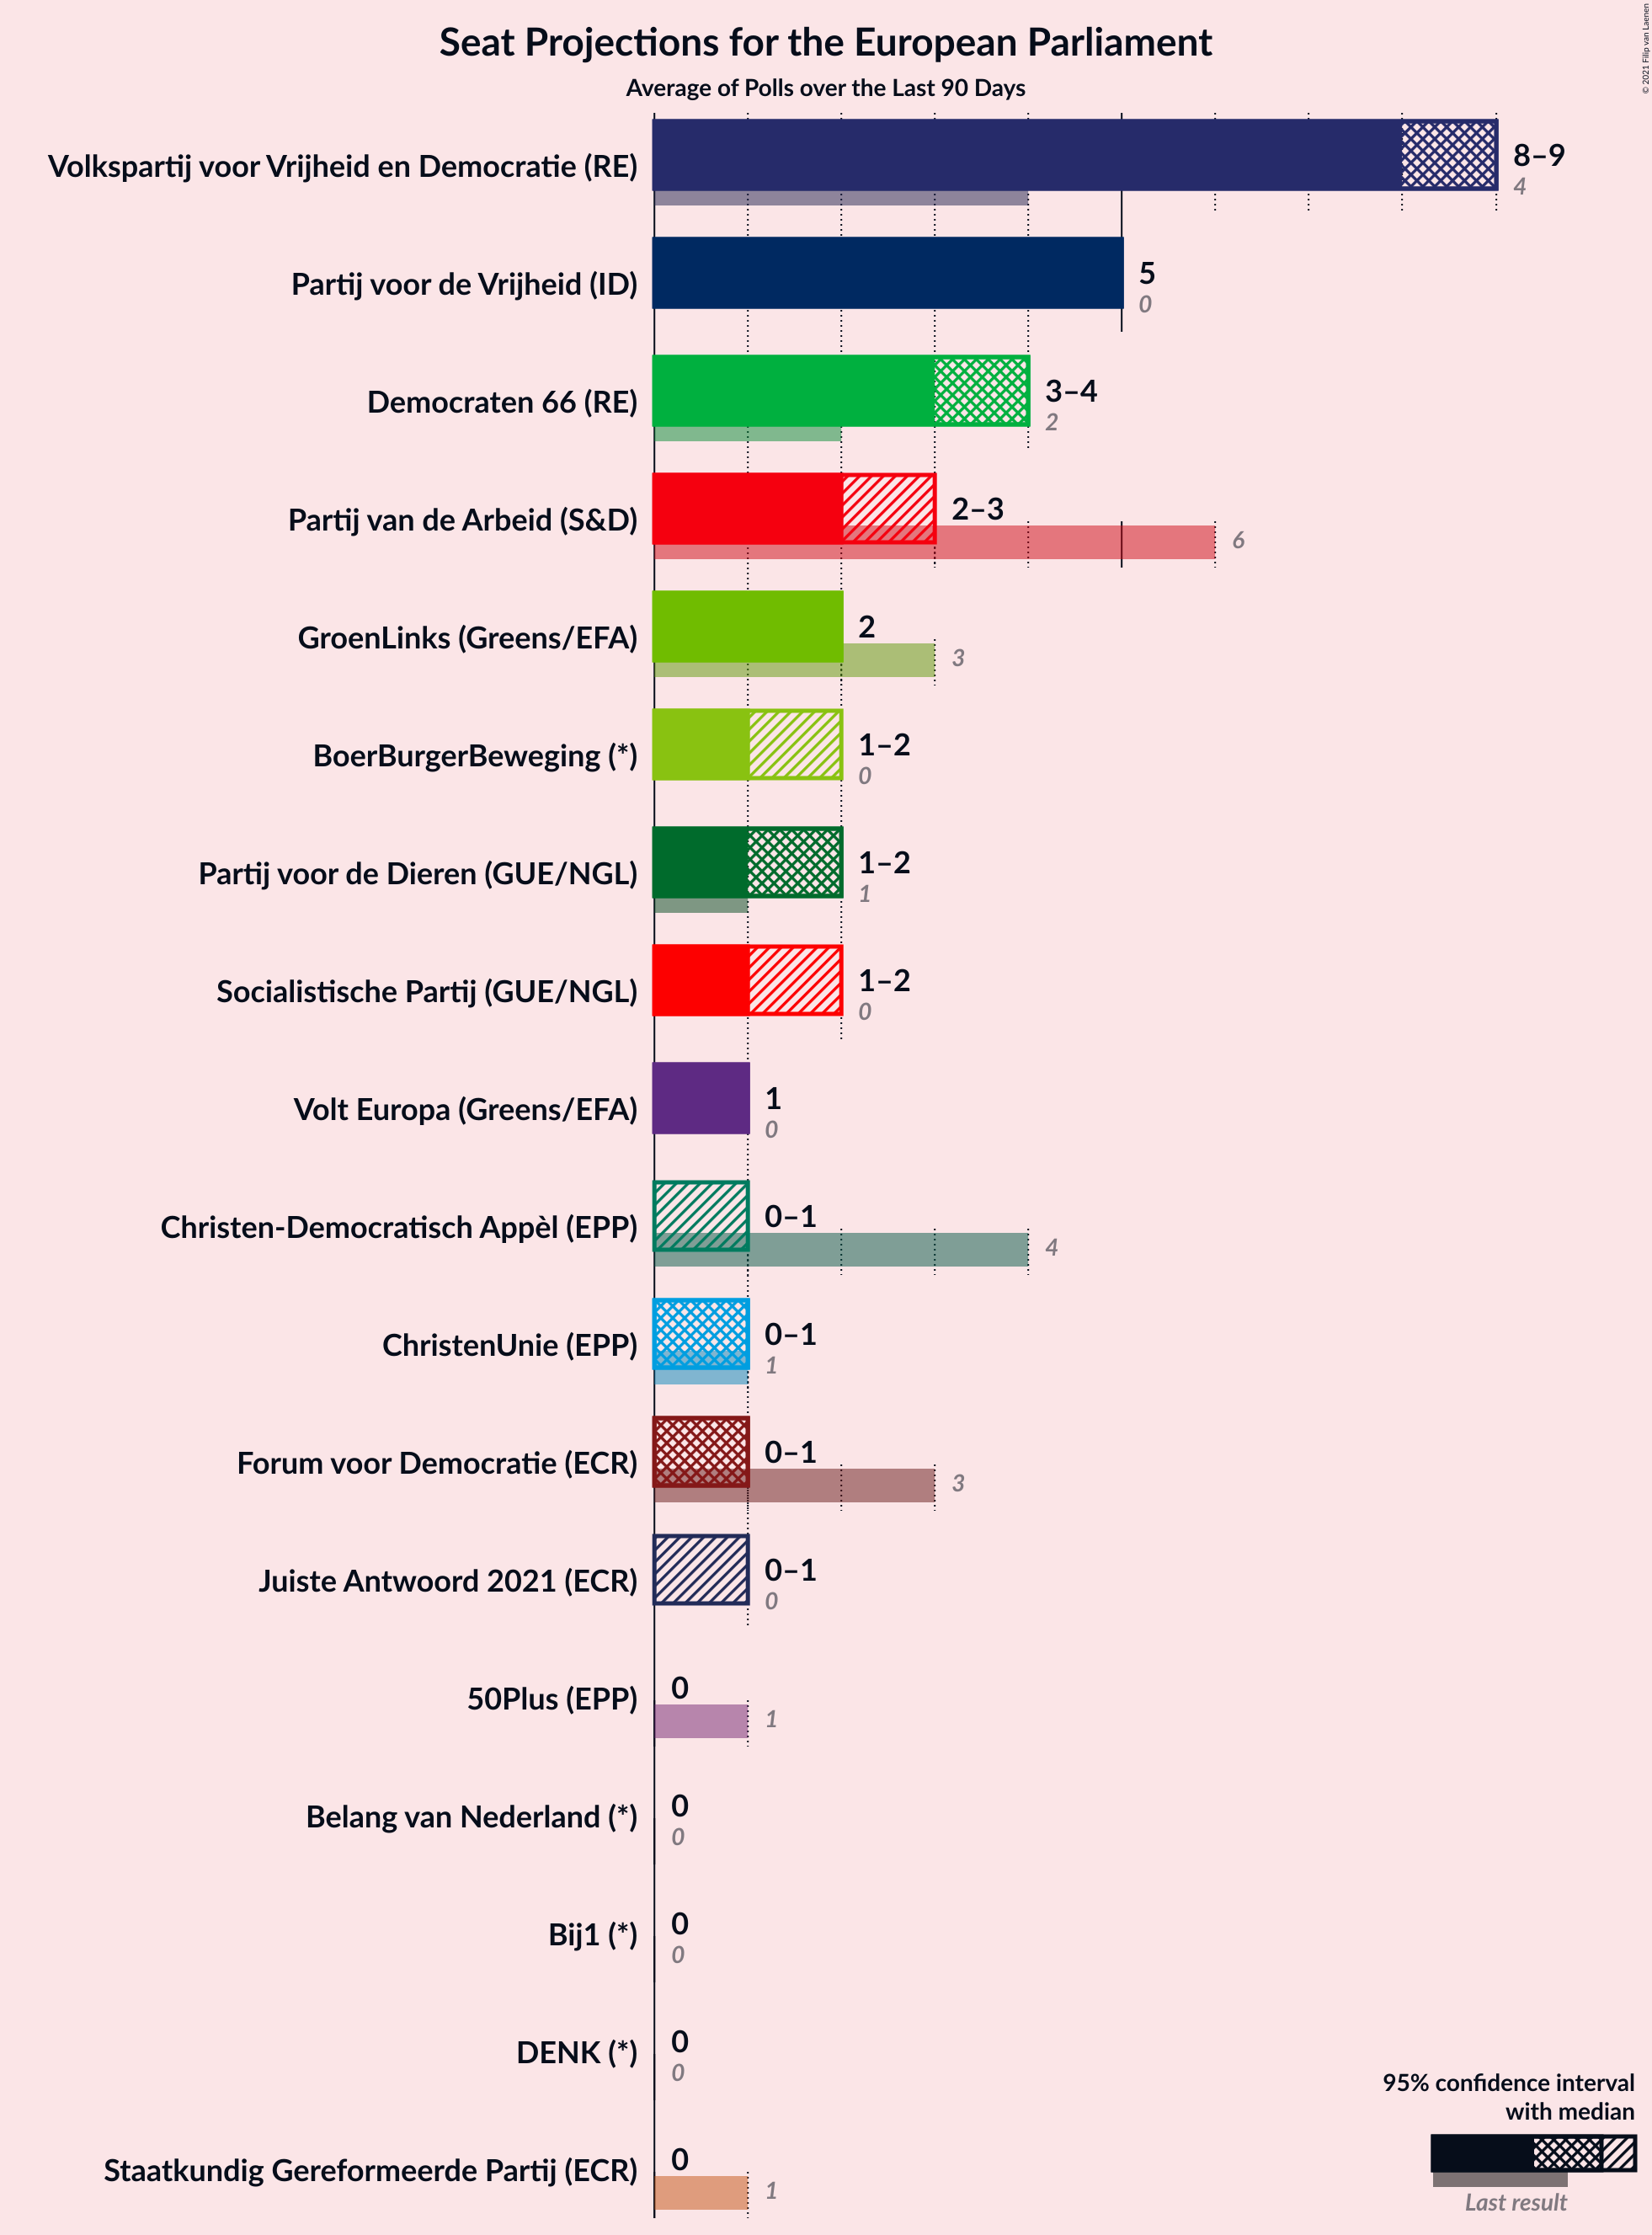 Seat Projections for the European Parliament
Average of Polls over the Last 90 Days
© 2021 Filip van Laenen
Volkspartij voor Vrijheid en Democratie (RE)
8–9
4
Partij voor de Vrijheid (ID)
5
0
Democraten 66 (RE)
3–4
2
Partij van de Arbeid (S&D)
2–3
6
GroenLinks (Greens/EFA)
2
3
BoerBurgerBeweging (*)
1–2
0
Partij voor de Dieren (GUE/NGL)
1–2
1
Socialistische Partij (GUE/NGL)
1–2
0
Volt Europa (Greens/EFA)
1
0
Christen-Democratisch Appèl (EPP)
0–1
4
ChristenUnie (EPP)
0–1
1
Forum voor Democratie (ECR)
0–1
3
Juiste Antwoord 2021 (ECR)
0–1
0
50Plus (EPP)
0
1
Belang van Nederland (*)
0
0
Bij1 (*)
0
0
DENK (*)
0
0
Staatkundig Gereformeerde Partij (ECR)
0
1
95% confidence interval
with median
Last result